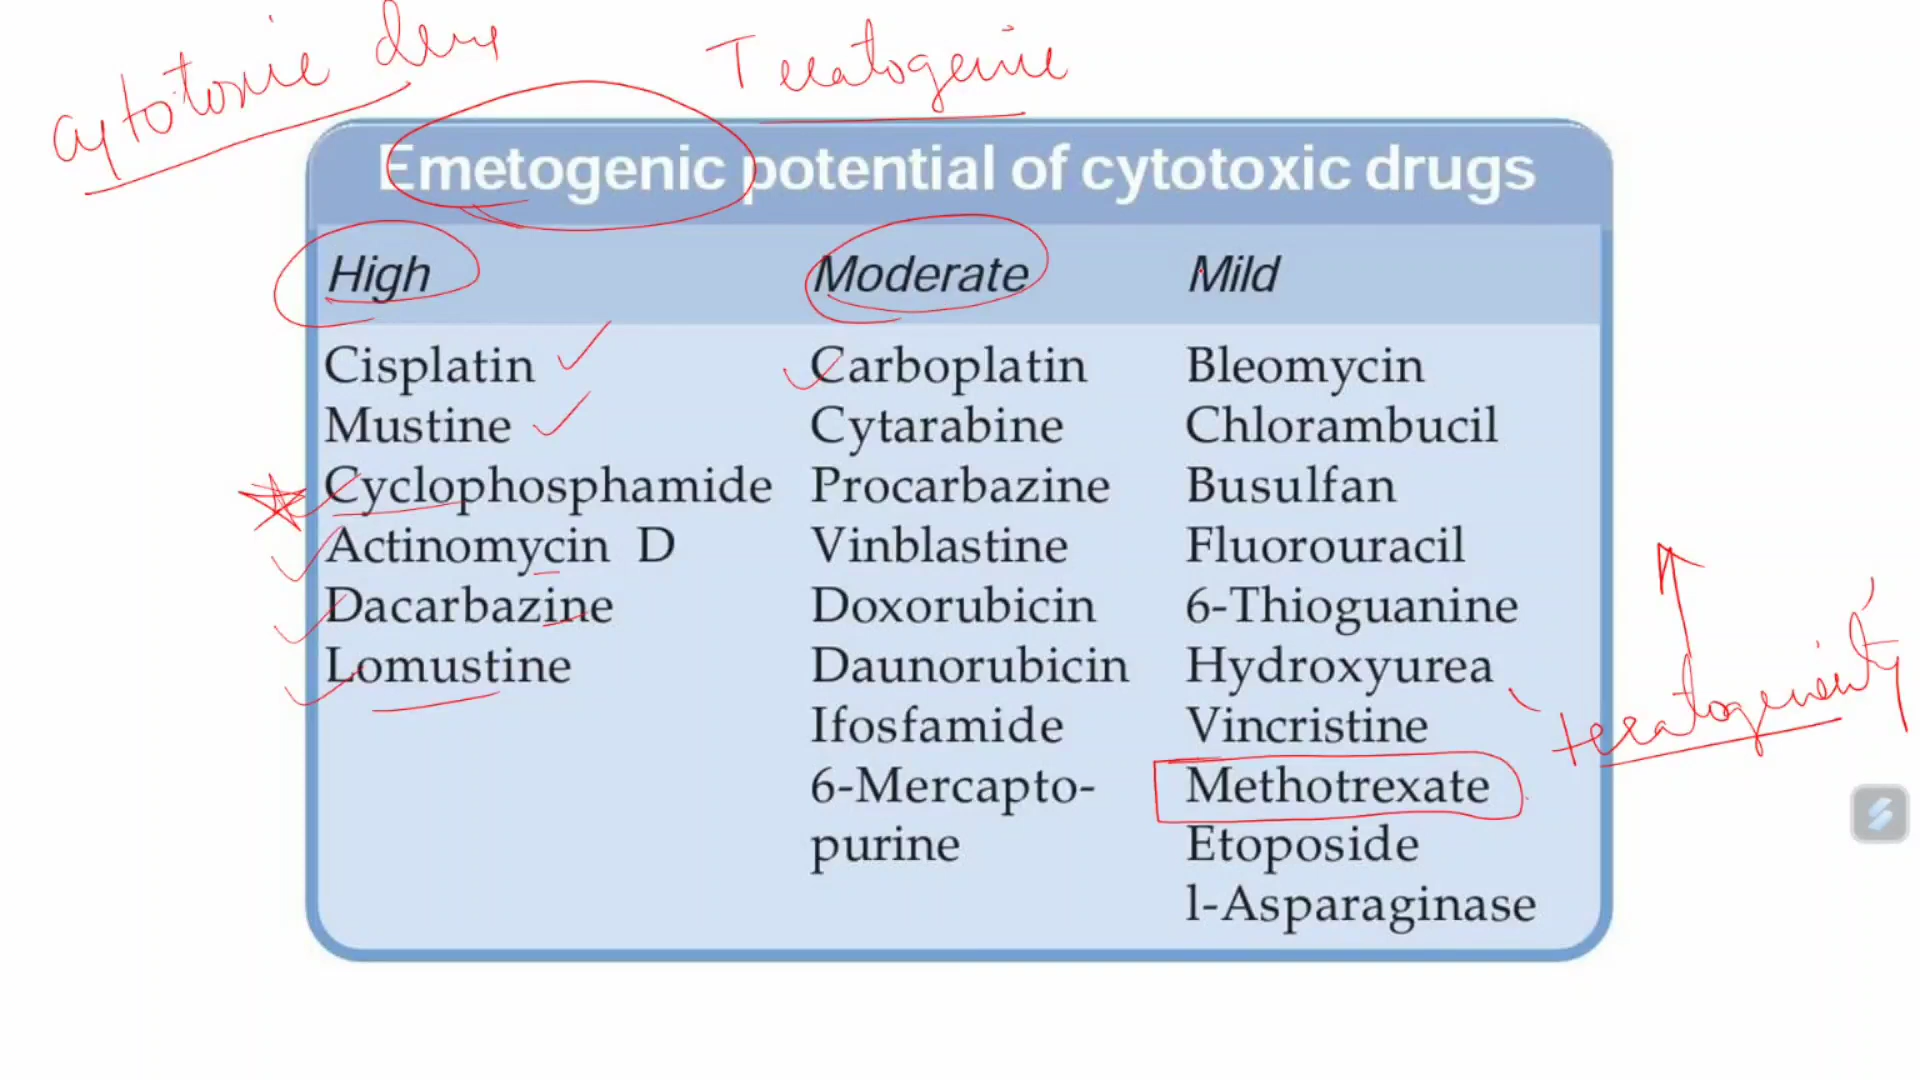 cytotoxic drug
Teratogenic
Emetogenic potential of cytotoxic drugs
High Moderate Mild
Cisplatin Carboplatin Bleomycin
Mustine Cytarabine Chlorambucil
Cyclophosphamide Procarbazine Busulfan
Actinomycin D Vinblastine Fluorouracil
Dacarbazine Doxorubicin 6-Thioguanine
Lomustine Daunorubicin Hydroxyurea
Ifosfamide Vincristine
6-Mercapto- Methotrexate
purine Etoposide
l-Asparaginase
teratogenicity